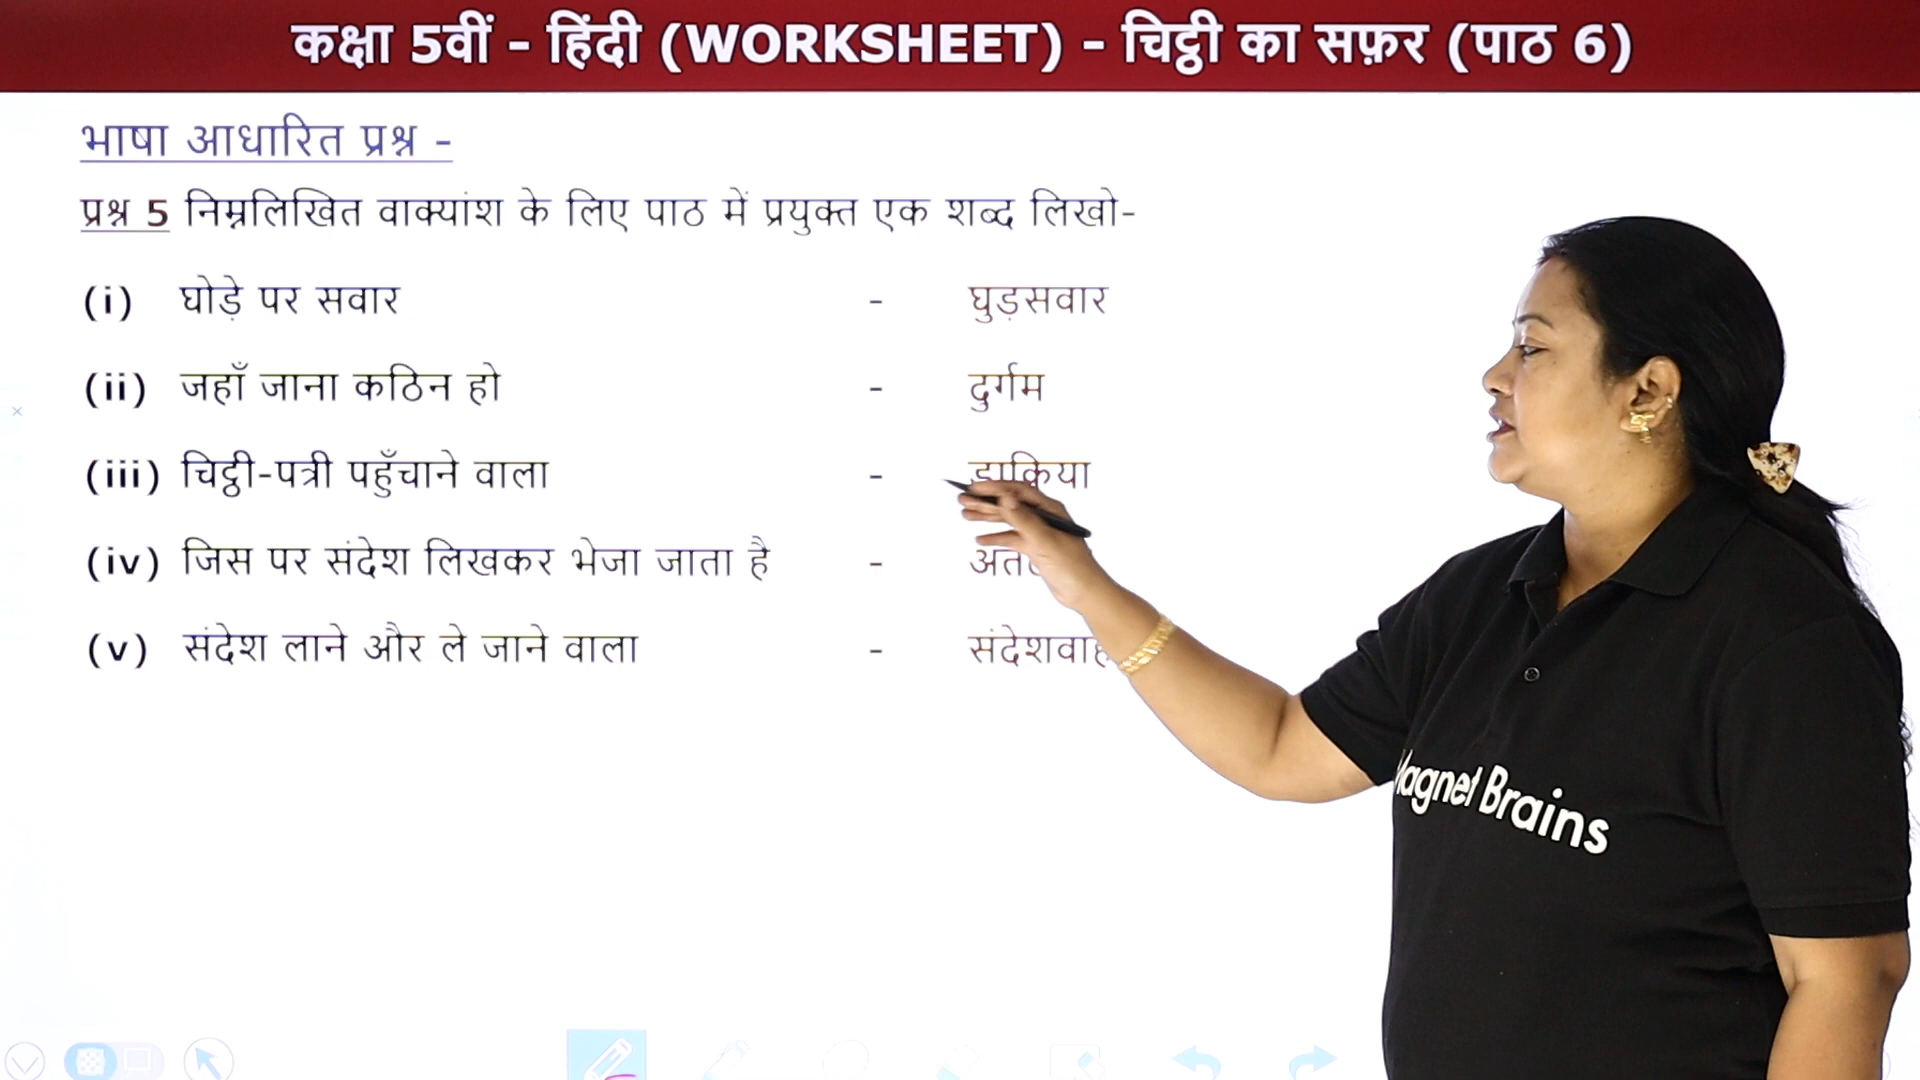 कक्षा 5वीं - हिंदी (WORKSHEET) - चिट्ठी का सफ़र (पाठ 6)
भाषा आधारित प्रश्न -
प्रश्न 5 निम्नलिखित वाक्यांश के लिए पाठ में प्रयुक्त एक शब्द लिखो-
(i) घोड़े पर सवार - घुड़सवार
(ii) जहाँ जाना कठिन हो - दुर्गम
(iii) चिट्ठी-पत्री पहुँचाने वाला - डाकिया
(iv) जिस पर संदेश लिखकर भेजा जाता है -
(v) संदेश लाने और ले जाने वाला -
Magnet Brains